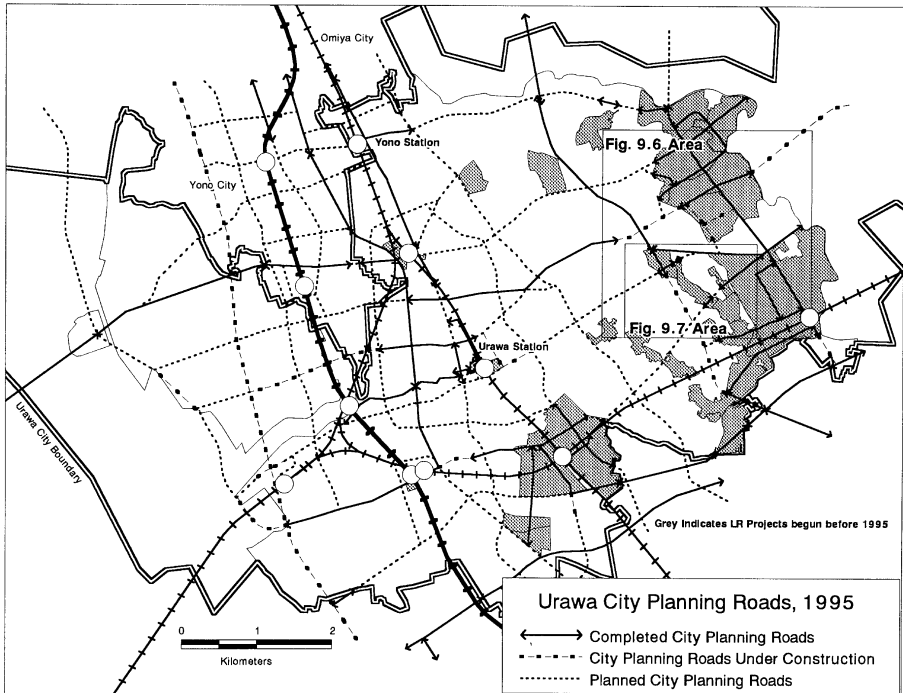 Omiya City
Yono Station
Fig. 9.6 Area
Yono City
Fig. 9.7 Area
Urawa Station
Urawa City Boundary
Grey Indicates LR Projects begun before 1995
Urawa City Planning Roads, 1995
Completed City Planning Roads
City Planning Roads Under Construction
Planned City Planning Roads
0 1 2
Kilometers